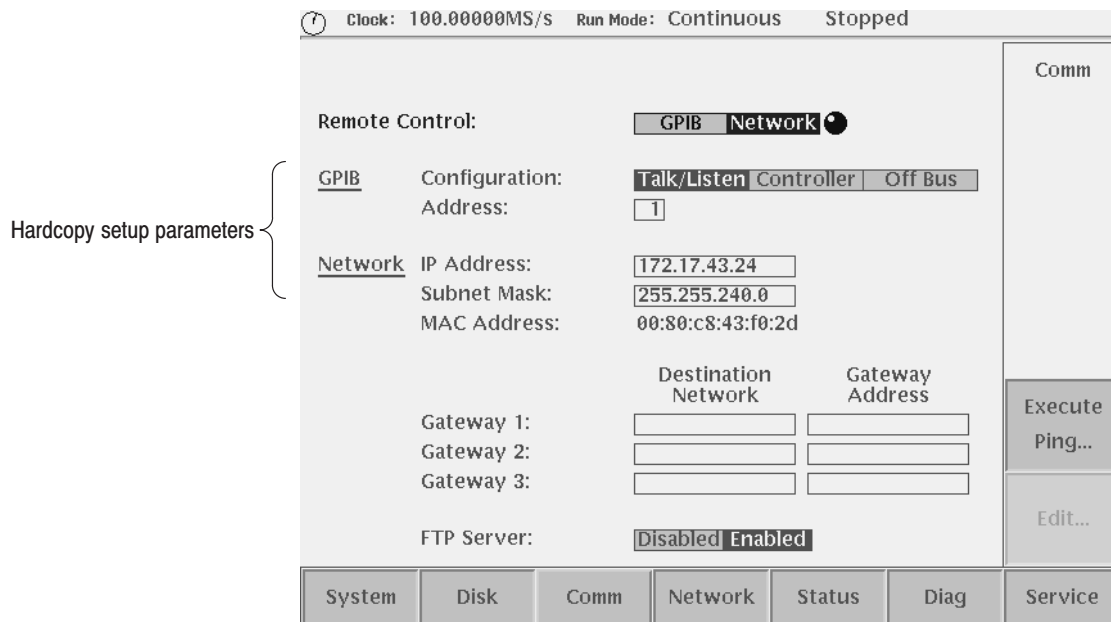 Clock: 100.00000MS/s Run Mode: Continuous Stopped
Comm
Remote Control: GPIB Network
Hardcopy setup parameters
GPIB Configuration: Talk/Listen Controller Off Bus
Address: 1
Network IP Address: 172.17.43.24
Subnet Mask: 255.255.240.0
MAC Address: 00:80:c8:43:f0:2d
Destination Network Gateway Address
Gateway 1:
Gateway 2:
Gateway 3:
Execute Ping...
Edit...
FTP Server: Disabled Enabled
System Disk Comm Network Status Diag Service